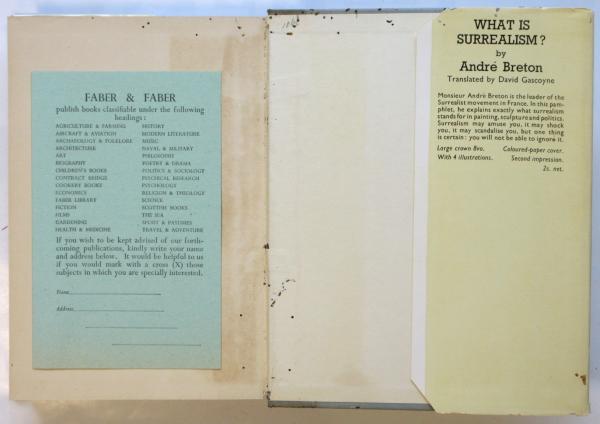 FABER & FABER
publish books classifiable under the following
headings:
AGRICULTURE & FARMING
AIRCRAFT & AVIATION
ARCHAEOLOGY & FOLKLORE
ARCHITECTURE
ART
BIOGRAPHY
CHILDREN'S BOOKS
CONTRACT BRIDGE
COOKERY BOOKS
ECONOMICS
FABER LIBRARY
FICTION
FILMS
GARDENING
HEALTH & MEDICINE
HISTORY
MODERN LITERATURE
MUSIC
NAVAL & MILITARY
PHILOSOPHY
POETRY & DRAMA
POLITICS & SOCIOLOGY
PSYCHICAL RESEARCH
PSYCHOLOGY
RELIGION & THEOLOGY
SCIENCE
SCOTTISH BOOKS
THE SEA
SPORT & PASTIMES
TRAVEL & ADVENTURE
If you wish to be kept advised of our forth-
coming publications, kindly write your name
and address below. It would be helpful to us
if you would mark with a cross (X) those
subjects in which you are specially interested.
Name
Address
WHAT IS
SURREALISM?
by
André Breton
Translated by David Gascoyne
Monsieur André Breton is the leader of the
Surrealist movement in France. In this pam-
phlet, he explains exactly what surrealism
stands for in painting, sculpture and politics.
Surrealism may amuse you, it may shock
you, it may scandalise you, but one thing
is certain: you will not be able to ignore it.
Large crown 8vo. Coloured-paper cover.
With 4 illustrations. Second impression.
2s. net.